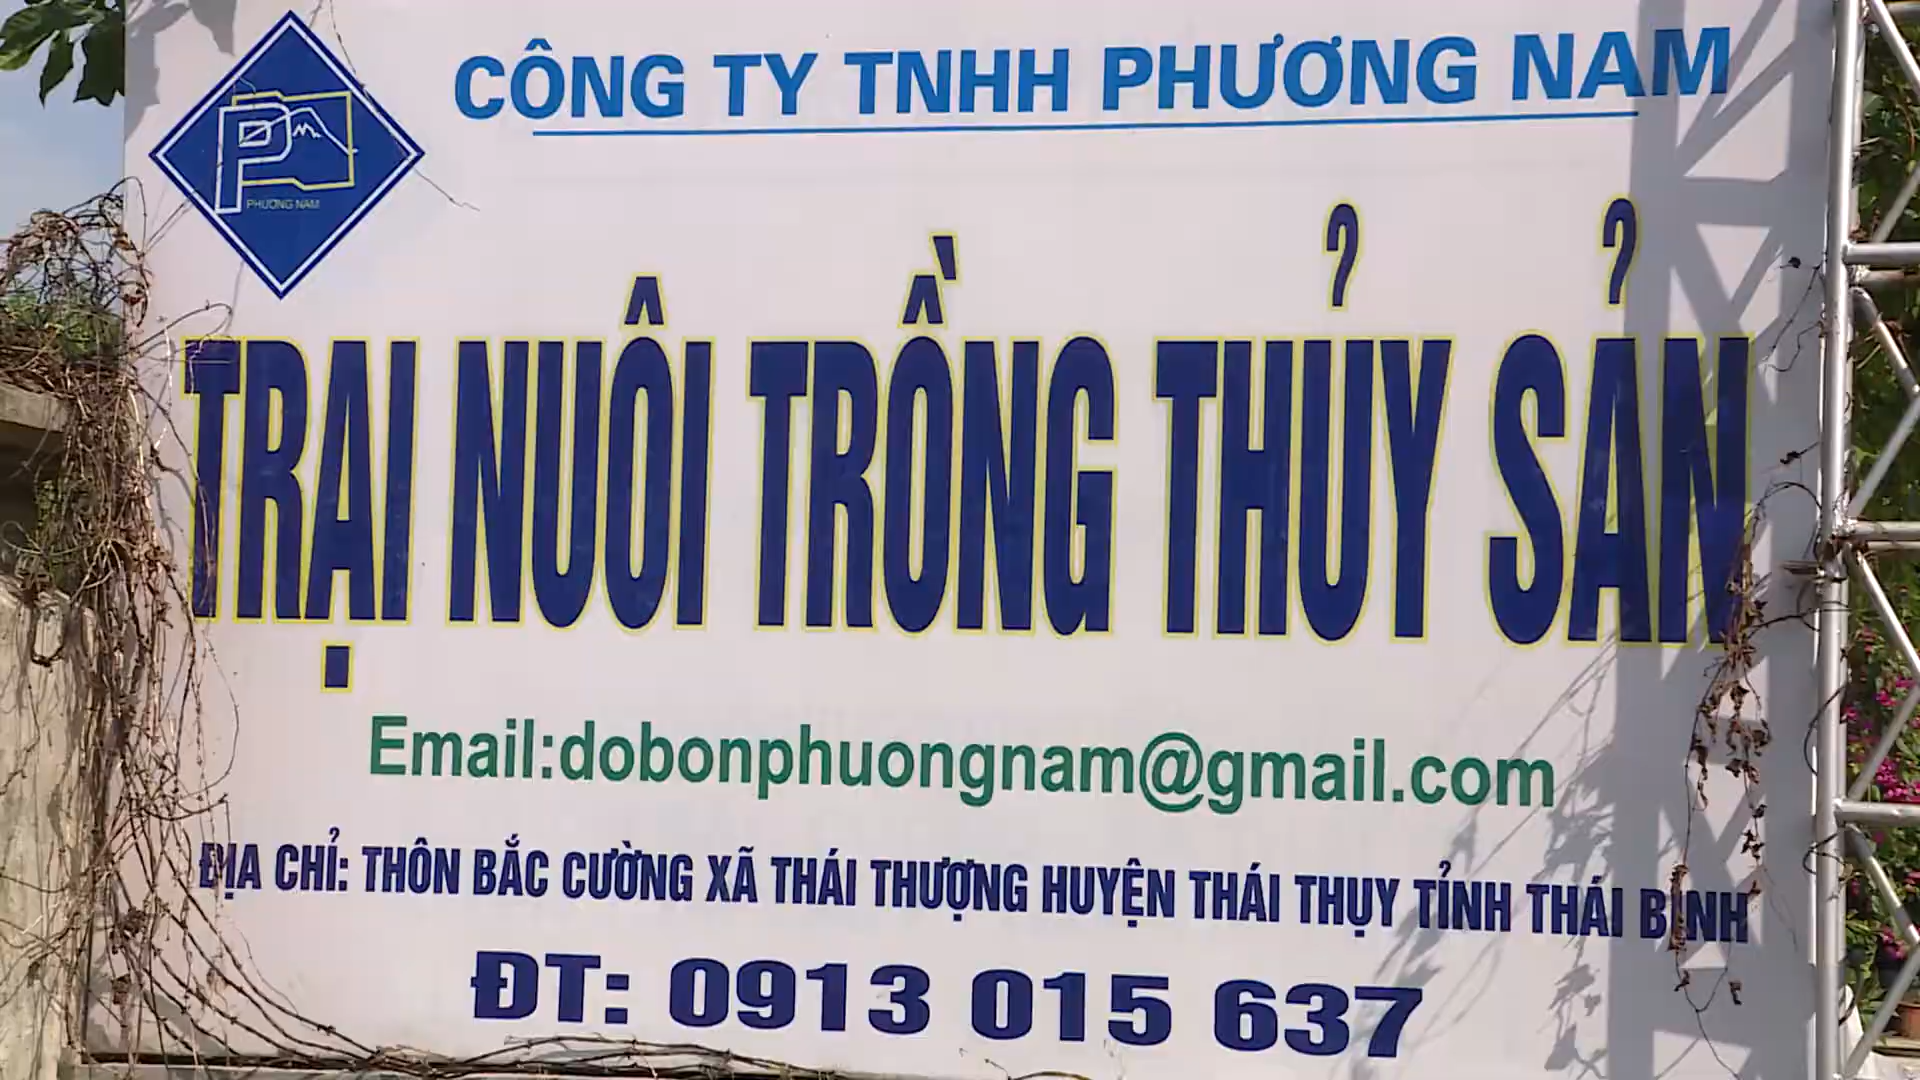 CÔNG TY TNHH PHƯƠNG NAM
PHƯƠNG NAM
TRẠI NUÔI TRỒNG THỦY SẢN
Email:dobonphuongnam@gmail.com
ĐỊA CHỈ: THÔN BẮC CƯỜNG XÃ THÁI THƯỢNG HUYỆN THÁI THỤY TỈNH THÁI BÌNH
ĐT: 0913 015 637